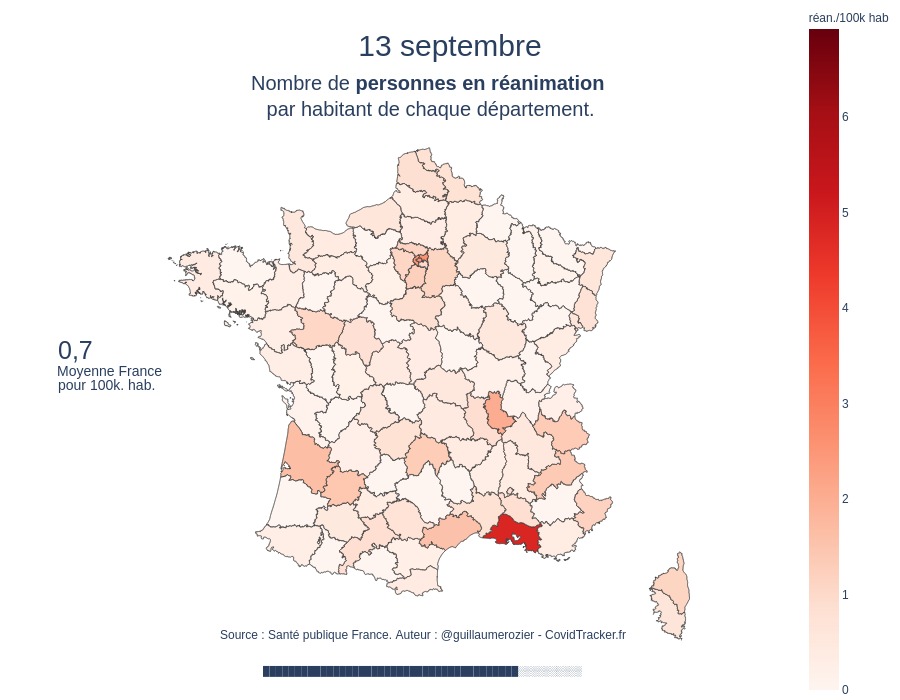 réan./100k hab
13 septembre
Nombre de personnes en réanimation
par habitant de chaque département.
6
5
4
3
2
1
0
0,7
Moyenne France
pour 100k. hab.
Source : Santé publique France. Auteur : @guillaumerozier - CovidTracker.fr